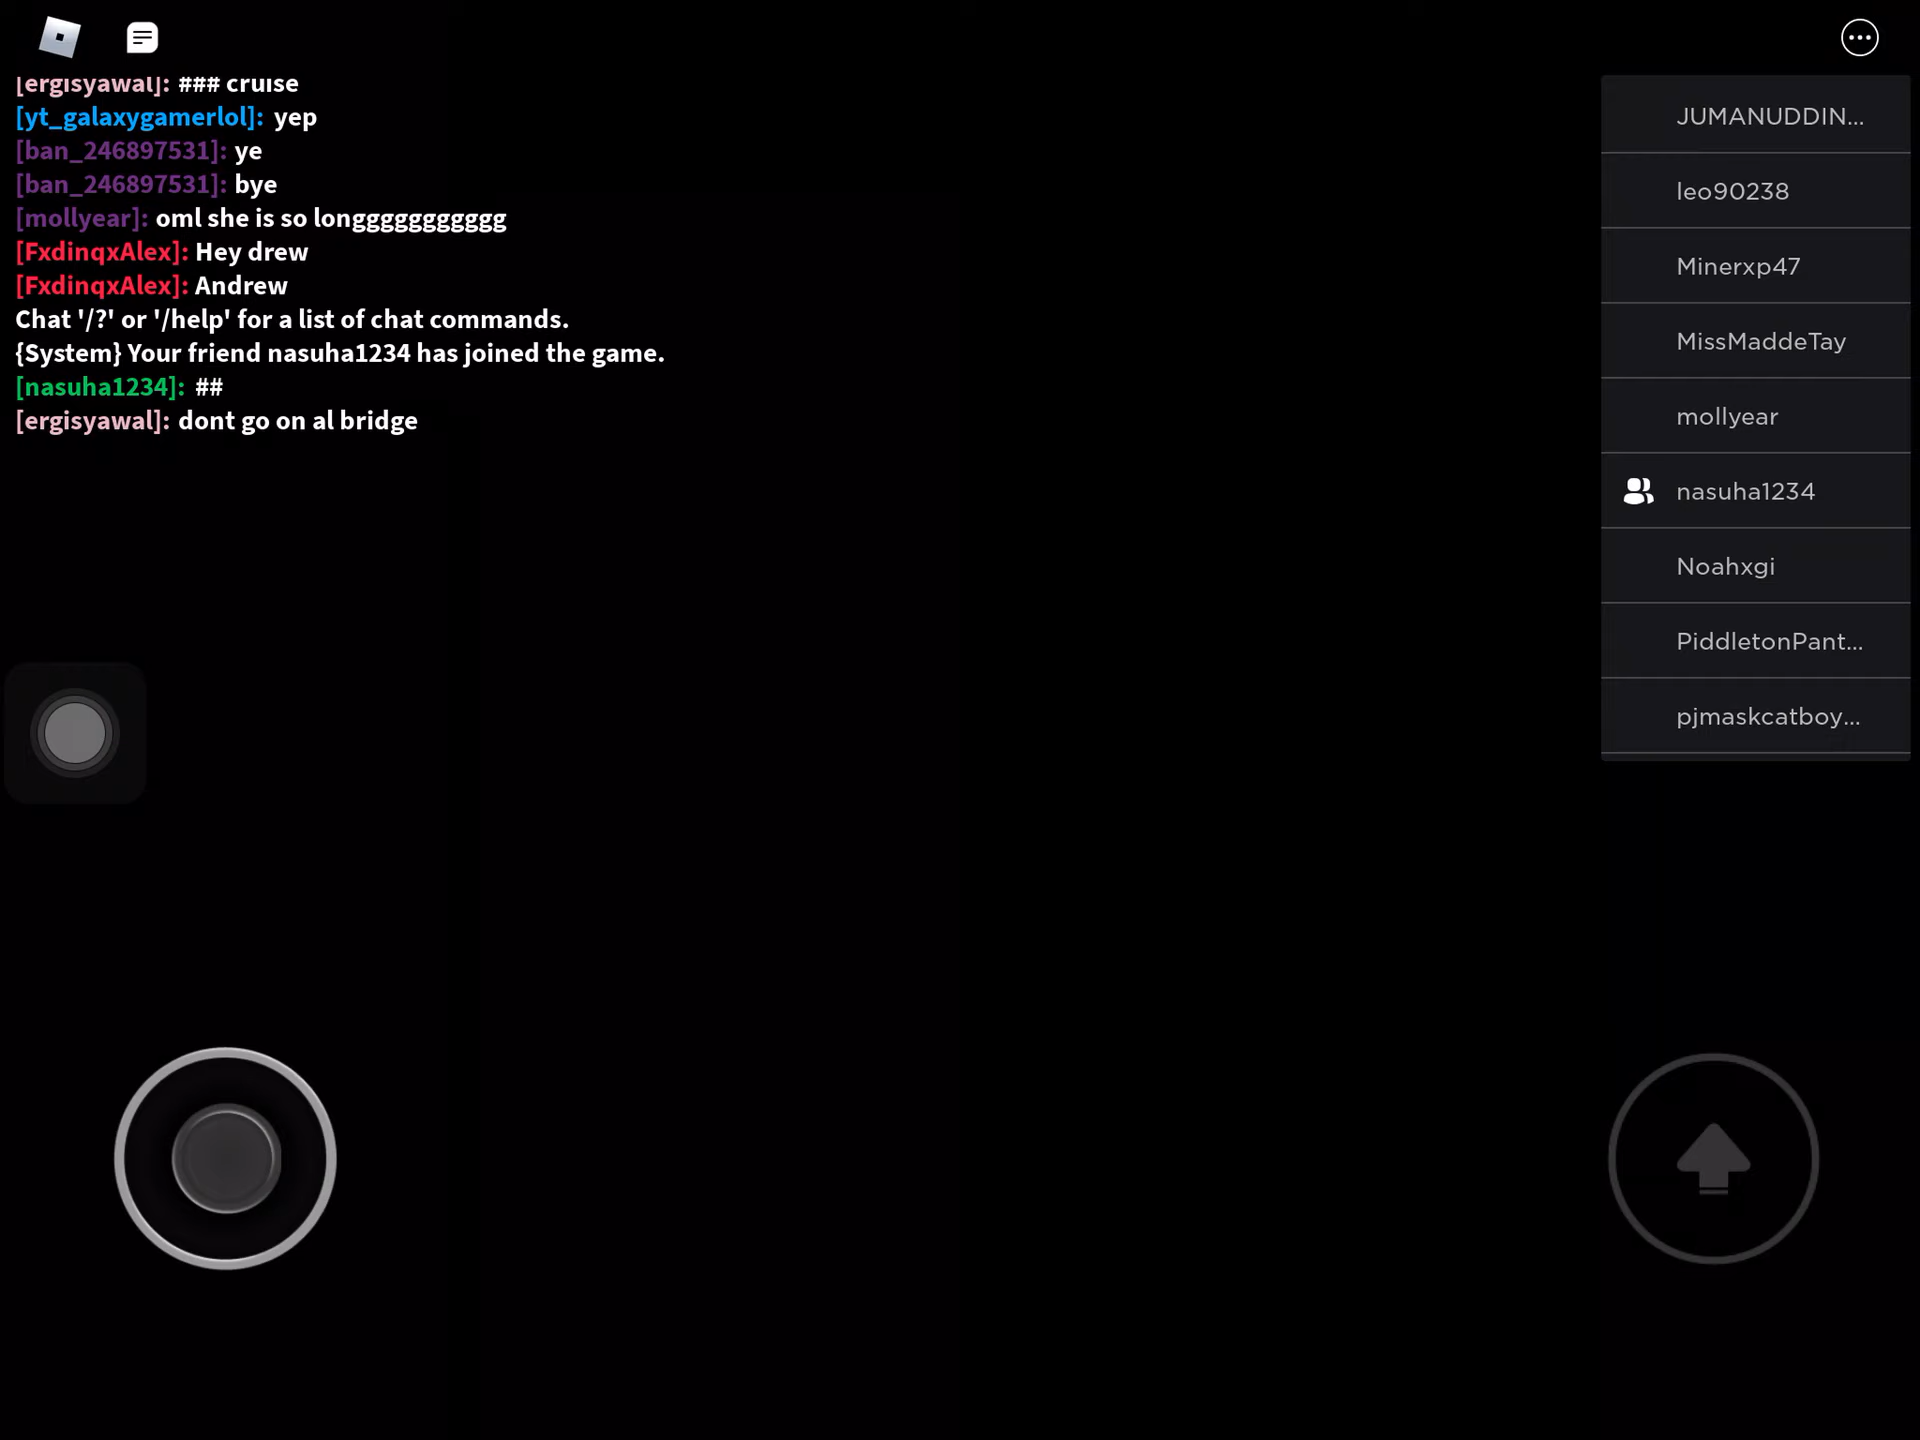 [ergisyawal]: ### cruise
[yt_galaxygamerlol]: yep
[ban_246897531]: ye
[ban_246897531]: bye
[mollyear]: oml she is so longggggggggggg
[FxdinqxAlex]: Hey drew
[FxdinqxAlex]: Andrew
Chat '/?' or '/help' for a list of chat commands.
{System} Your friend nasuha1234 has joined the game.
[nasuha1234]: ##
[ergisyawal]: dont go on al bridge
JUMANUDDIN...
leo90238
Minerxp47
MissMaddeTay
mollyear
nasuha1234
Noahxgi
PiddletonPant...
pjmaskcatboy...